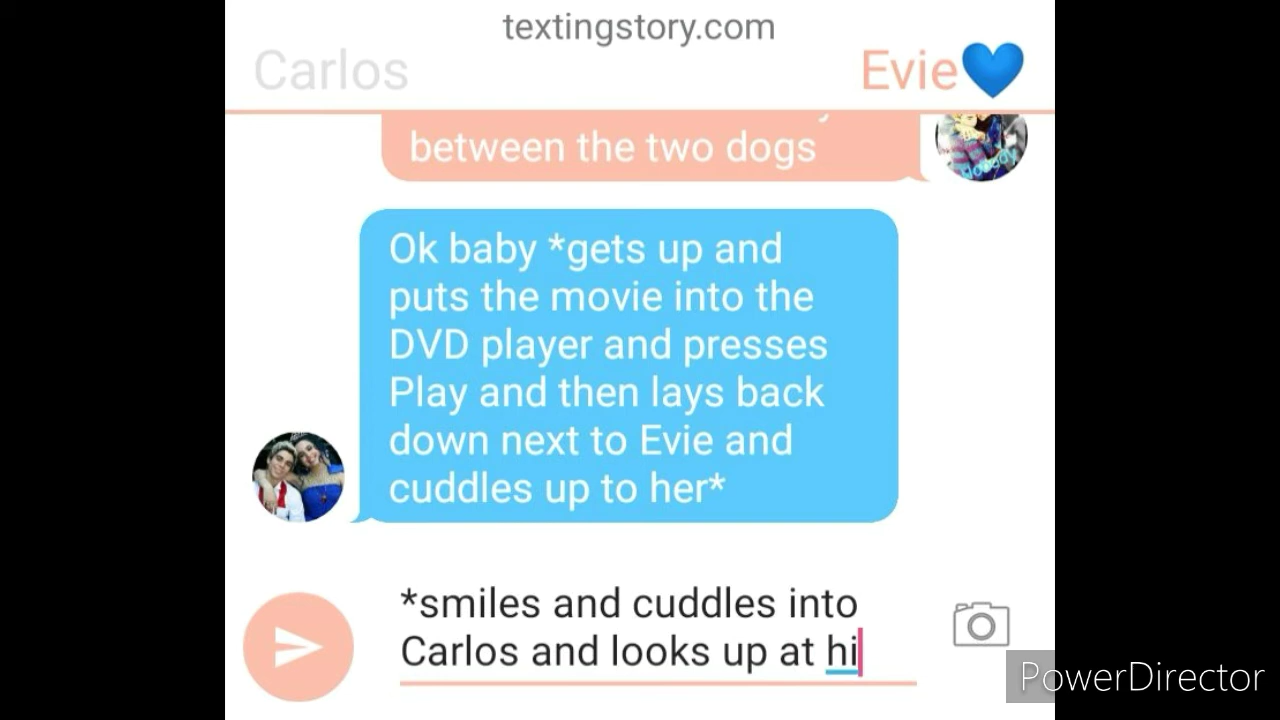 textingstory.com
Carlos
Evie💙
between the two dogs
Ok baby *gets up and
puts the movie into the
DVD player and presses
Play and then lays back
down next to Evie and
cuddles up to her*
*smiles and cuddles into
Carlos and looks up at hi
PowerDirector